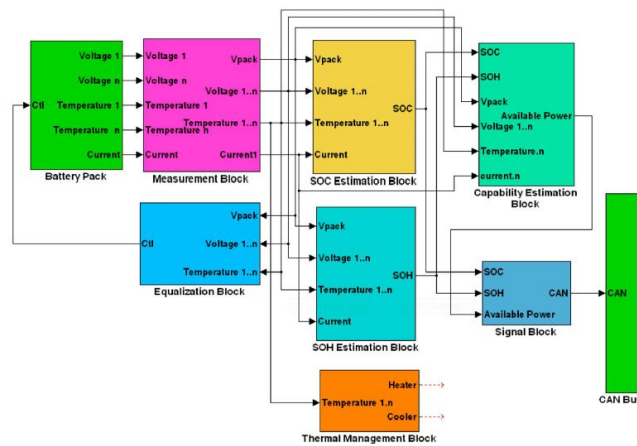 Battery Pack
Ctl
Voltage 1
Voltage n
Temperature 1
Temperature n
Current
Measurement Block
Voltage 1
Voltage n
Temperature 1
Temperature n
Current
Vpack
Voltage 1..n
Temperature 1..n
Current1
SOC Estimation Block
Vpack
Voltage 1..n
Temperature 1..n
Current
SOC
Capability Estimation
Block
SOC
SOH
Vpack
Voltage 1..n
Temperature.n
current.n
Available Power
Equalization Block
Ctl
Vpack
Voltage 1..n
Temperature 1..n
SOH Estimation Block
Vpack
Voltage 1..n
Temperature 1..n
Current
SOH
Signal Block
SOC
SOH
Available Power
CAN
CAN
CAN Bu
Thermal Management Block
Temperature 1.n
Heater
Cooler